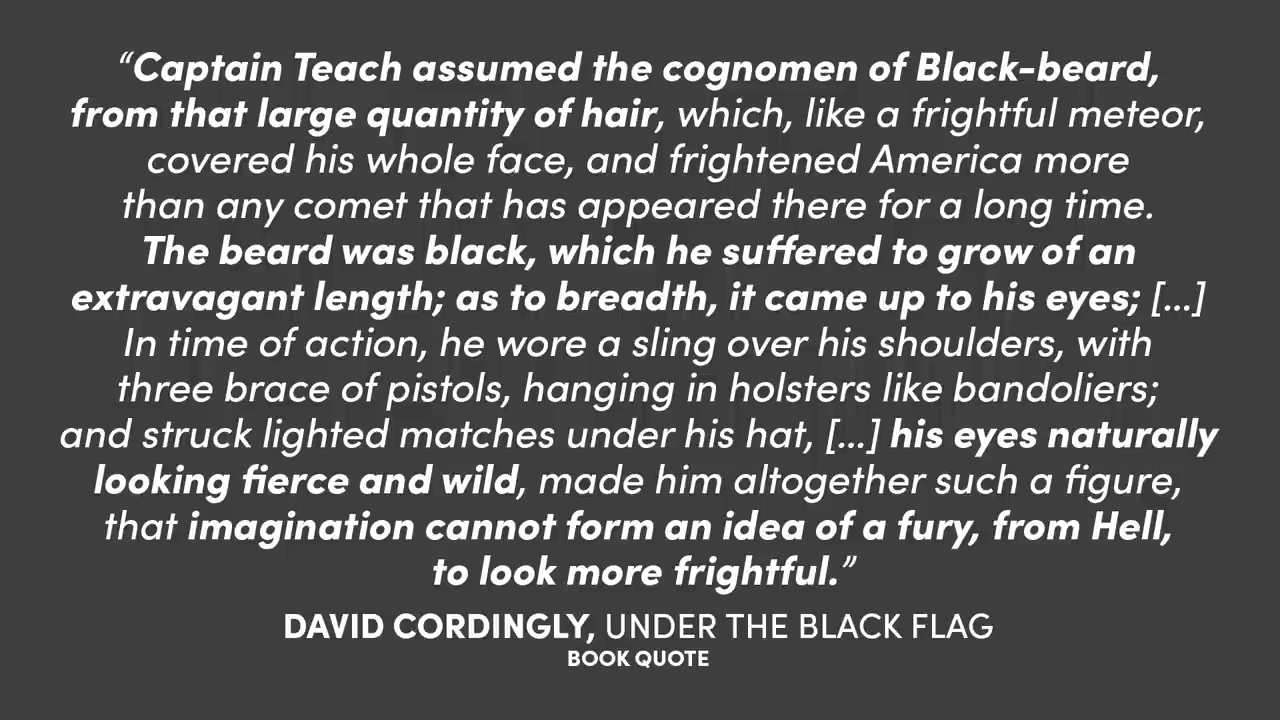 “Captain Teach assumed the cognomen of Black-beard,
from that large quantity of hair, which, like a frightful meteor,
covered his whole face, and frightened America more
than any comet that has appeared there for a long time.
The beard was black, which he suffered to grow of an
extravagant length; as to breadth, it came up to his eyes; [...]
In time of action, he wore a sling over his shoulders, with
three brace of pistols, hanging in holsters like bandoliers;
and struck lighted matches under his hat, [...] his eyes naturally
looking fierce and wild, made him altogether such a figure,
that imagination cannot form an idea of a fury, from Hell,
to look more frightful.”
DAVID CORDINGLY, UNDER THE BLACK FLAG
BOOK QUOTE